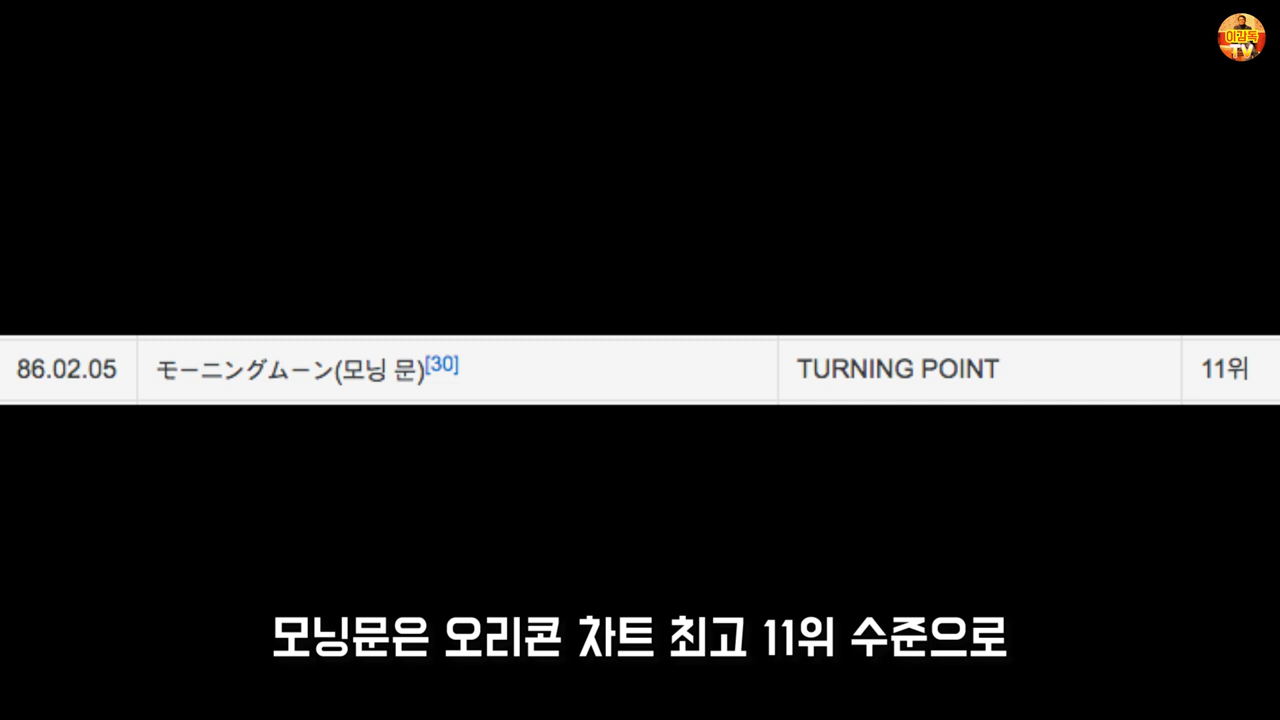 이감독
TV
86.02.05 モーニングムーン(모닝 문)[30] TURNING POINT 11위
모닝문은 오리콘 차트 최고 11위 수준으로